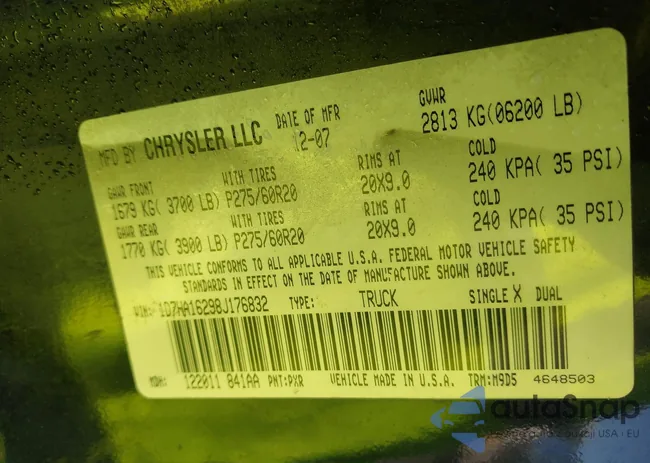 MFD BY CHRYSLER LLC DATE OF MFR GVWR
12-07 2813 KG(06200 LB)
GAWR FRONT WITH TIRES RIMS AT COLD
1679 KG( 3700 LB) P275/60R20 20X9.0 240 KPA( 35 PSI)
GAWR REAR WITH TIRES RIMS AT COLD
1770 KG( 3900 LB) P275/60R20 20X9.0 240 KPA( 35 PSI)
THIS VEHICLE CONFORMS TO ALL APPLICABLE U.S.A. FEDERAL MOTOR VEHICLE SAFETY
STANDARDS IN EFFECT ON THE DATE OF MANUFACTURE SHOWN ABOVE.
VIN: 1D7HA16298J176832 TYPE: TRUCK SINGLE X DUAL
MDH: 122011 841AA PNT:PXR VEHICLE MADE IN U.S.A. TRM:M9D5 4648503
autoSnap
USA - EU